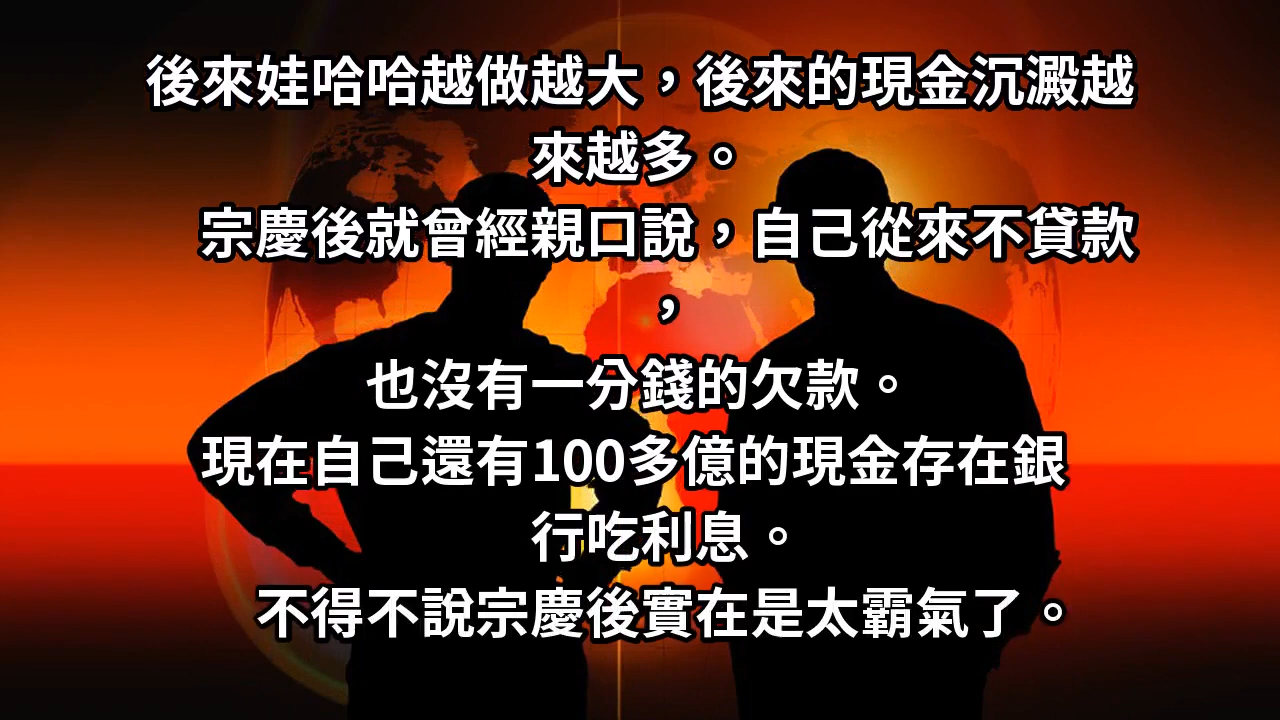 後來娃哈哈越做越大，後來的現金沉澱越
來越多。
宗慶後就曾經親口說，自己從來不貸款
，
也沒有一分錢的欠款。
現在自己還有100多億的現金存在銀
行吃利息。
不得不說宗慶後實在是太霸氣了。